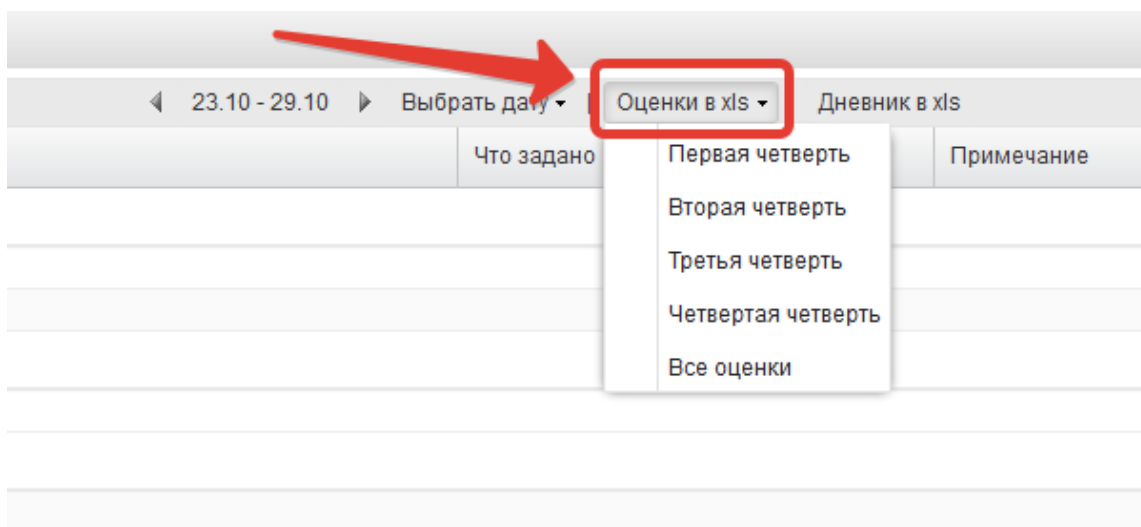 23.10 - 29.10 Выбрать дату Оценки в xls Дневник в xls
Что задано Примечание
Первая четверть
Вторая четверть
Третья четверть
Четвертая четверть
Все оценки